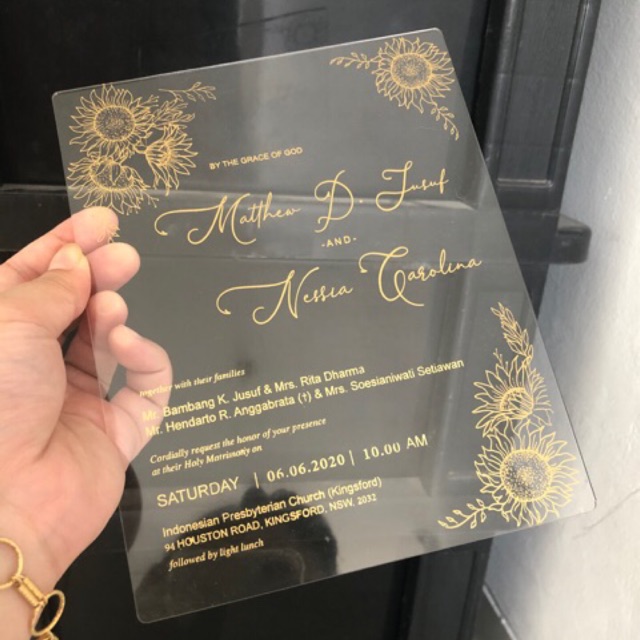 BY THE GRACE OF GOD
Matthew D. Jusuf
-AND-
Nessia Carolina
together with their families
Mr. Bambang K. Jusuf & Mrs. Rita Dharma
Mr. Hendarto R. Anggabrata (†) & Mrs. Soesianiwati Setiawan
Cordially request the honor of your presence
at their Holy Matrimony on
SATURDAY | 06.06.2020 | 10.00 AM
Indonesian Presbyterian Church (Kingsford)
94 HOUSTON ROAD, KINGSFORD, NSW, 2032
followed by light lunch